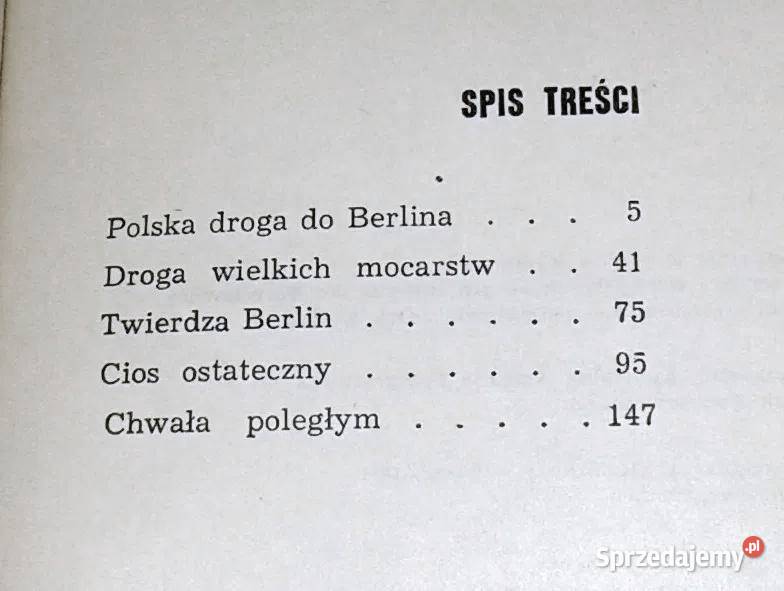 SPIS TREŚCI
Polska droga do Berlina . . . 5
Droga wielkich mocarstw . . 41
Twierdza Berlin . . . . . . 75
Cios ostateczny . . . . . . 95
Chwała poległym . . . . . 147
Sprzedajemy.pl